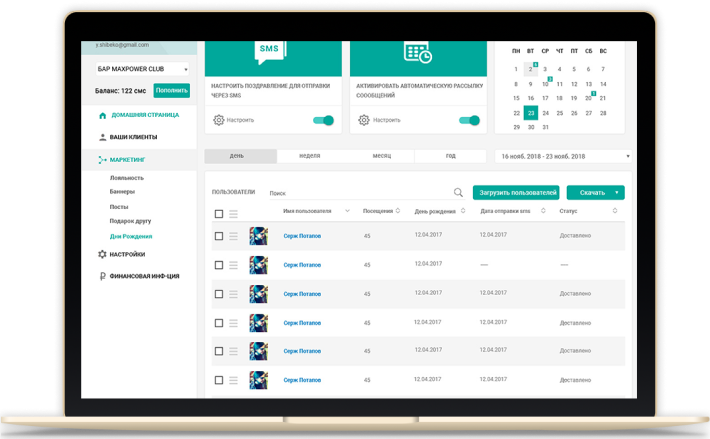 y.shibeko@gmail.com
БАР MAXPOWER CLUB
Баланс: 122 смс
Пополнить
ДОМАШНЯЯ СТРАНИЦА
ВАШИ КЛИЕНТЫ
МАРКЕТИНГ
Лояльность
Баннеры
Посты
Подарок другу
Дни Рождения
НАСТРОЙКИ
ФИНАНСОВАЯ ИНФ-ЦИЯ
SMS
НАСТРОИТЬ ПОЗДРАВЛЕНИЕ ДЛЯ ОТПРАВКИ
ЧЕРЕЗ SMS
Настроить
АКТИВИРОВАТЬ АВТОМАТИЧЕСКУЮ РАССЫЛКУ
СОООБЩЕНИЙ
Настроить
ПН ВТ СР ЧТ ПТ СБ ВС
1 2 6 3 4 5 6 7
8 9 10 3 11 12 13 14
15 16 17 18 19 20 1 21
22 23 24 25 26 27 28
29 30 31
день неделя месяц год
16 нояб. 2018 - 23 нояб. 2018
ПОЛЬЗОВАТЕЛИ Поиск Загрузить пользователей Скачать
Имя пользователя Посещения День рождение Дата отправки кпа Статус
Серж Потапов 45 12.04.2017 12.04.2017 Доставлено
Серж Потапов 45 12.04.2017 — —
Серж Потапов 45 12.04.2017 12.04.2017 Доставлено
Серж Потапов 45 12.04.2017 12.04.2017 Доставлено
Серж Потапов 45 12.04.2017 12.04.2017 Доставлено
Серж Потапов 45 12.04.2017 12.04.2017 Доставлено